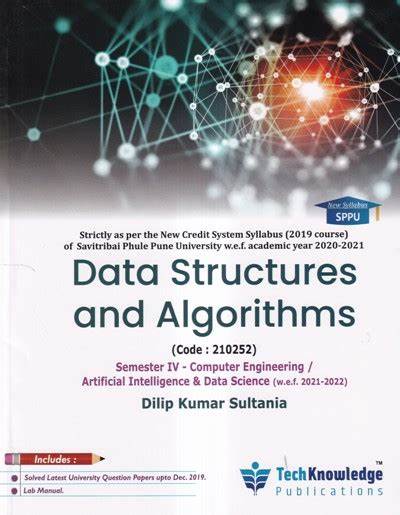 New Syllabus
SPPU
Strictly as per the New Credit System Syllabus (2019 course)
of Savitribai Phule Pune University w.e.f. academic year 2020-2021
Data Structures
and Algorithms
(Code : 210252)
Semester IV - Computer Engineering /
Artificial Intelligence & Data Science (w.e.f. 2021-2022)
Dilip Kumar Sultania
Includes :
Solved Latest University Question Papers upto Dec. 2019.
Lab Manual.
TechKnowledge™
Publications